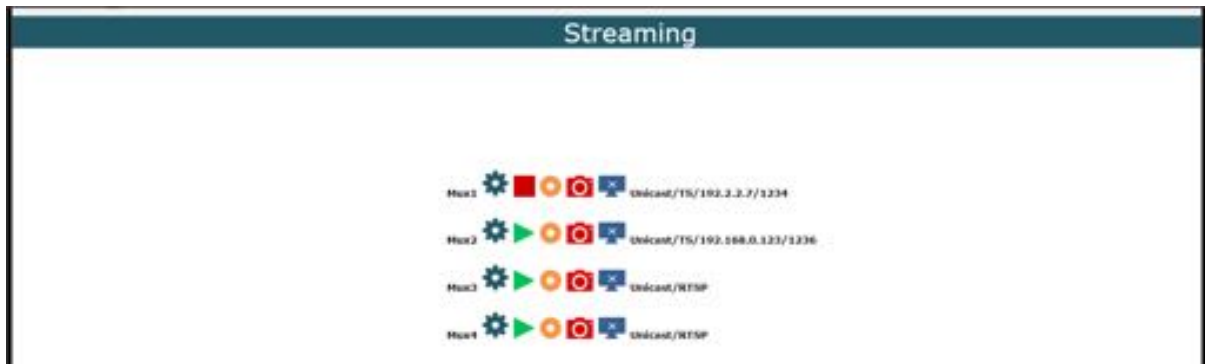 Streaming
Mux1 Unicast/TS/192.2.2.7/1234
Mux2 Unicast/TS/192.168.0.123/1236
Mux3 Unicast/RTSP
Mux4 Unicast/RTSP